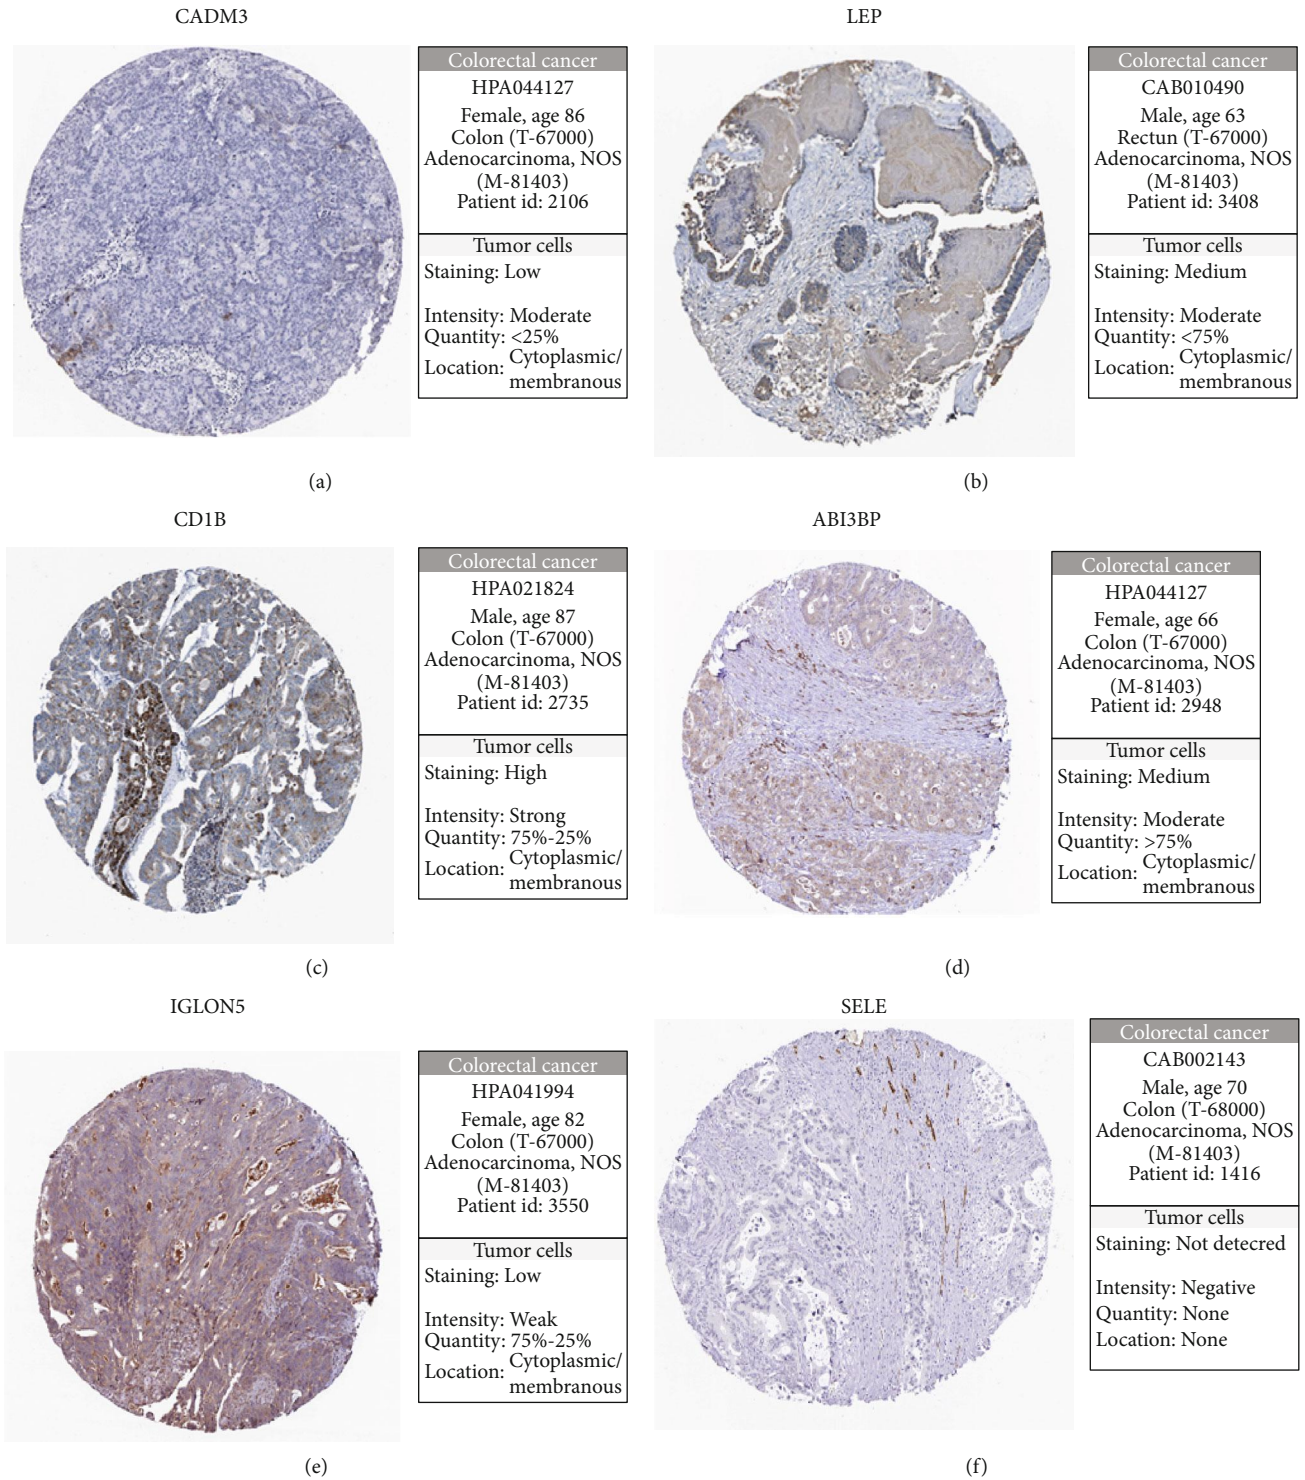 CADM3
Colorectal cancer
HPA044127
Female, age 86
Colon (T-67000)
Adenocarcinoma, NOS
(M-81403)
Patient id: 2106
Tumor cells
Staining: Low
Intensity: Moderate
Quantity: <25%
Location: Cytoplasmic/
membranous
(a)
LEP
Colorectal cancer
CAB010490
Male, age 63
Rectun (T-67000)
Adenocarcinoma, NOS
(M-81403)
Patient id: 3408
Tumor cells
Staining: Medium
Intensity: Moderate
Quantity: <75%
Location: Cytoplasmic/
membranous
(b)
CD1B
Colorectal cancer
HPA021824
Male, age 87
Colon (T-67000)
Adenocarcinoma, NOS
(M-81403)
Patient id: 2735
Tumor cells
Staining: High
Intensity: Strong
Quantity: 75%-25%
Location: Cytoplasmic/
membranous
(c)
ABI3BP
Colorectal cancer
HPA044127
Female, age 66
Colon (T-67000)
Adenocarcinoma, NOS
(M-81403)
Patient id: 2948
Tumor cells
Staining: Medium
Intensity: Moderate
Quantity: >75%
Location: Cytoplasmic/
membranous
(d)
IGLON5
Colorectal cancer
HPA041994
Female, age 82
Colon (T-67000)
Adenocarcinoma, NOS
(M-81403)
Patient id: 3550
Tumor cells
Staining: Low
Intensity: Weak
Quantity: 75%-25%
Location: Cytoplasmic/
membranous
(e)
SELE
Colorectal cancer
CAB002143
Male, age 70
Colon (T-68000)
Adenocarcinoma, NOS
(M-81403)
Patient id: 1416
Tumor cells
Staining: Not detecred
Intensity: Negative
Quantity: None
Location: None
(f)